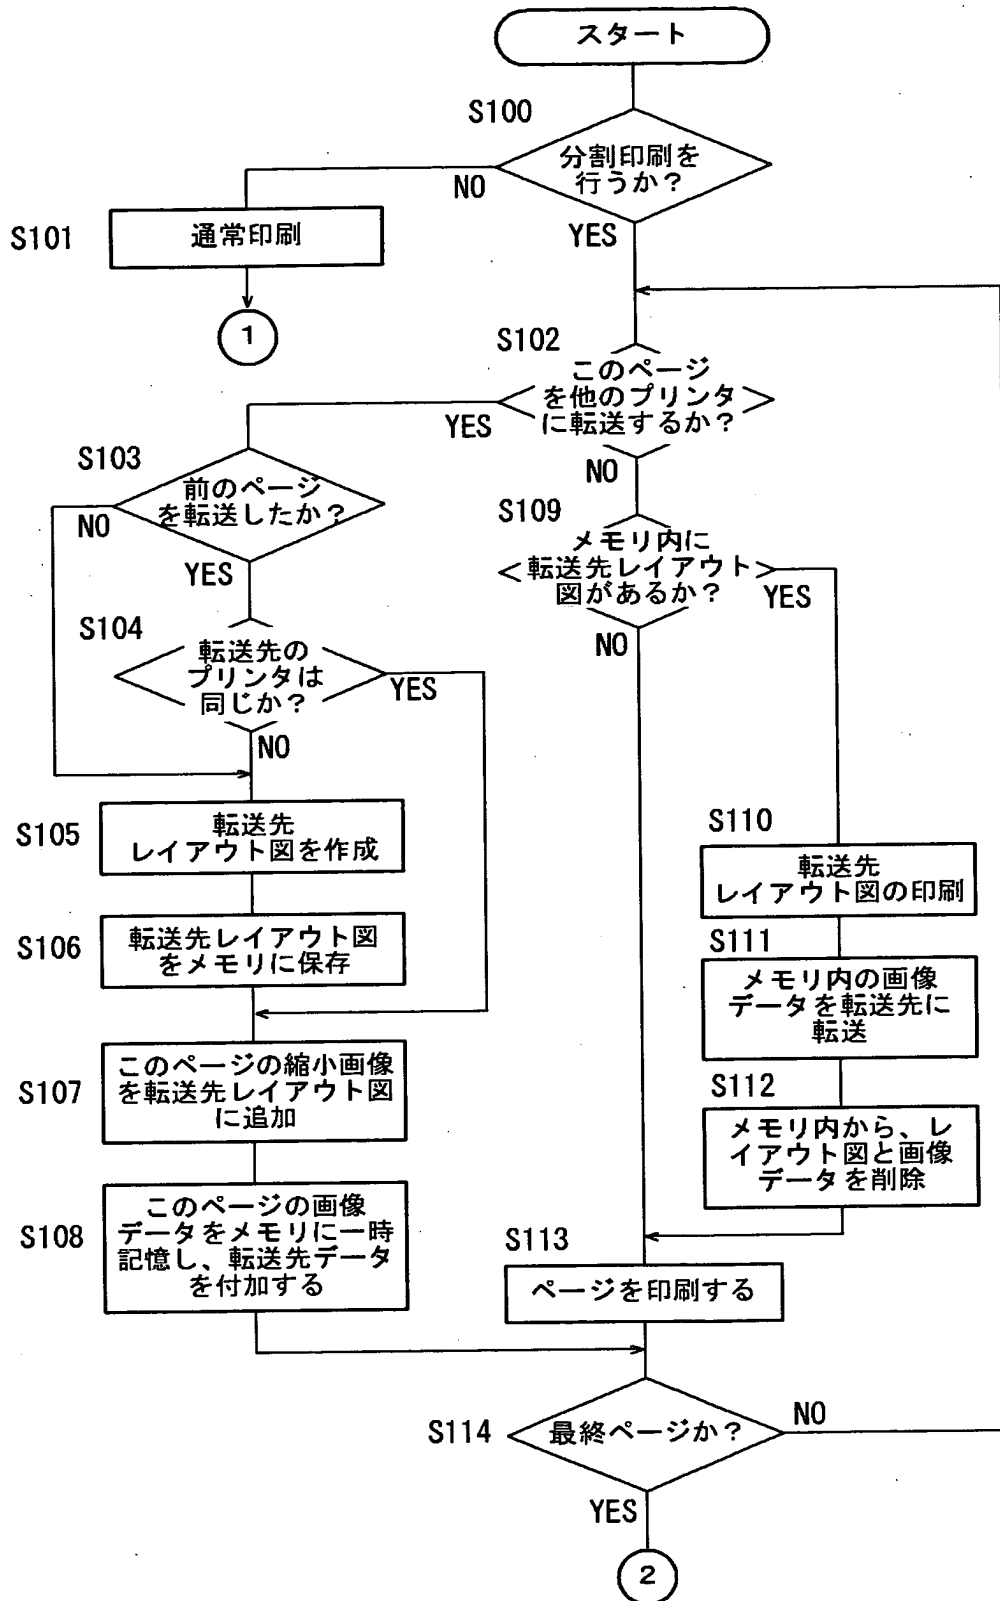 スタート
S100
分割印刷を
行うか？
NO
YES
S101
通常印刷
1
S102
このページ
を他のプリンタ
に転送するか？
YES
NO
S103
前のページ
を転送したか？
NO
YES
S104
転送先の
プリンタは
同じか？
YES
NO
S105
転送先
レイアウト図を作成
S106
転送先レイアウト図
をメモリに保存
S107
このページの縮小画像
を転送先レイアウト図
に追加
S108
このページの画像
データをメモリに一時
記憶し、転送先データ
を付加する
S109
メモリ内に
転送先レイアウト
図があるか？
YES
NO
S110
転送先
レイアウト図の印刷
S111
メモリ内の画像
データを転送先に
転送
S112
メモリ内から、レ
イアウト図と画像
データを削除
S113
ページを印刷する
S114
最終ページか？
NO
YES
2